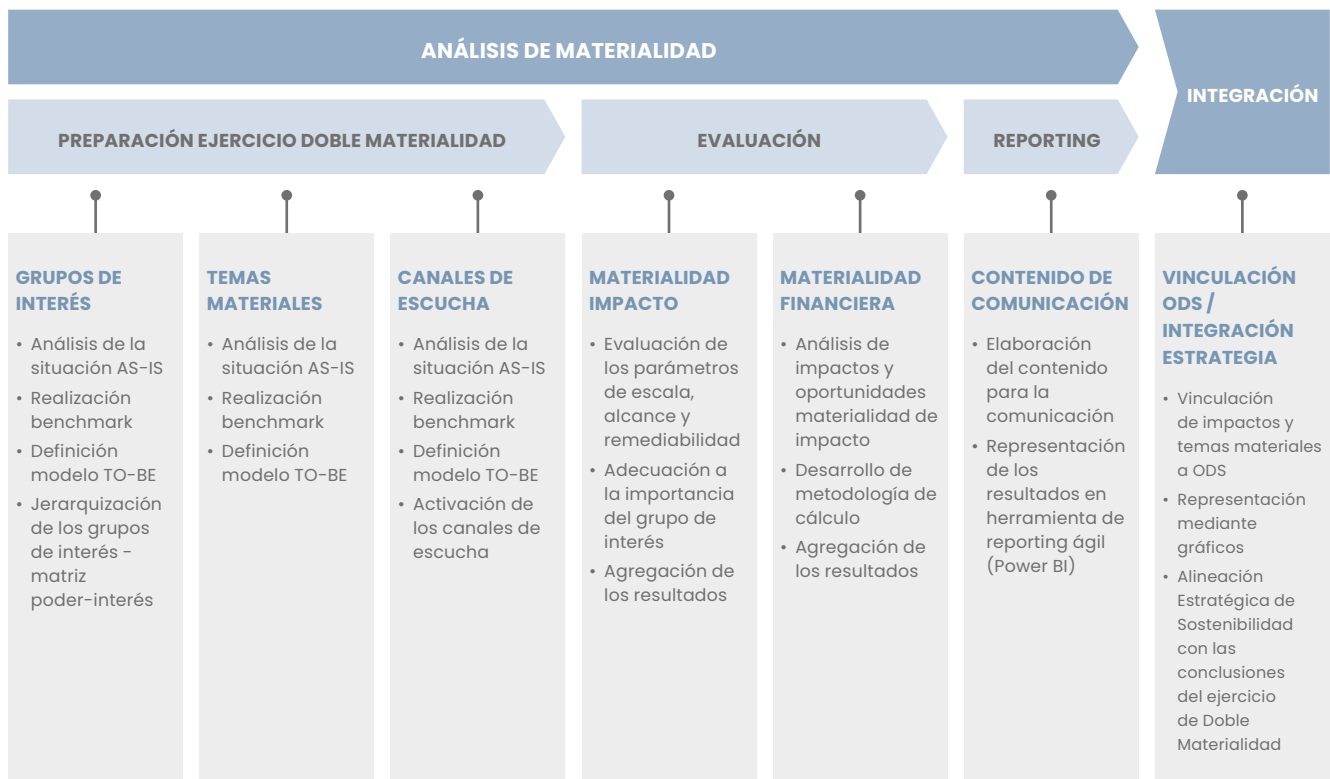 ANÁLISIS DE MATERIALIDAD
INTEGRACIÓN
PREPARACIÓN EJERCICIO DOBLE MATERIALIDAD
EVALUACIÓN
REPORTING
GRUPOS DE
INTERÉS
• Análisis de la
situación AS-IS
• Realización
benchmark
• Definición
modelo TO-BE
• Jerarquización
de los grupos
de interés -
matriz
poder-interés
TEMAS
MATERIALES
• Análisis de la
situación AS-IS
• Realización
benchmark
• Definición
modelo TO-BE
CANALES DE
ESCUCHA
• Análisis de la
situación AS-IS
• Realización
benchmark
• Definición
modelo TO-BE
• Activación de
los canales de
escucha
MATERIALIDAD
IMPACTO
• Evaluación de
los parámetros
de escala,
alcance y
remediabilidad
• Adecuación a
la importancia
del grupo de
interés
• Agregación de
los resultados
MATERIALIDAD
FINANCIERA
• Análisis de
impactos y
oportunidades
materialidad de
impacto
• Desarrollo de
metodología de
cálculo
• Agregación de
los resultados
CONTENIDO DE
COMUNICACIÓN
• Elaboración
del contenido
para la
comunicación
• Representación
de los
resultados en
herramienta de
reporting ágil
(Power BI)
VINCULACIÓN
ODS /
INTEGRACIÓN
ESTRATEGIA
• Vinculación
de impactos y
temas materiales
a ODS
• Representación
mediante
gráficos
• Alineación
Estratégica de
Sostenibilidad
con las
conclusiones
del ejercicio
de Doble
Materialidad